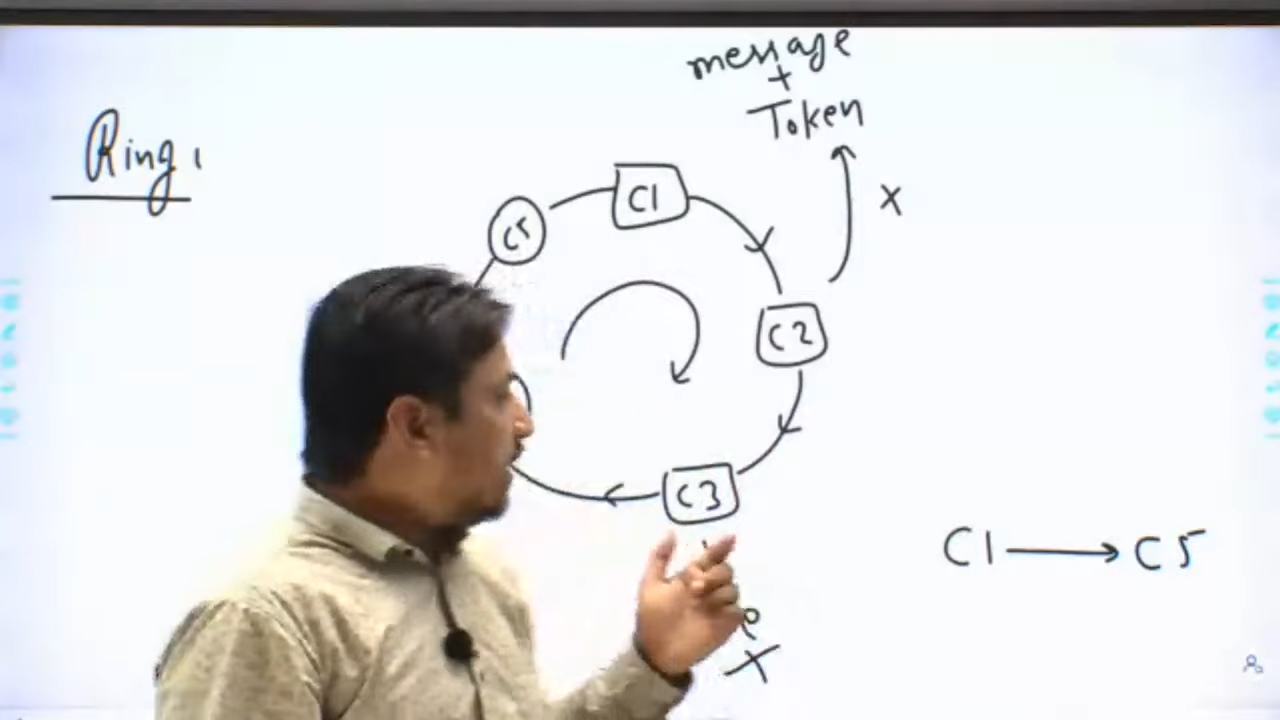 message
+
Token
Ring,
X
C1
C5
C2
C3
C1 → C5
X